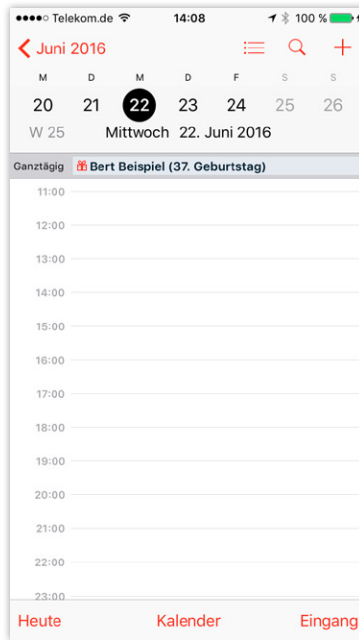 Telekom.de 14:08 100 %
Juni 2016
M D M D F S S
20 21 22 23 24 25 26
W 25 Mittwoch 22. Juni 2016
Ganztägig Bert Beispiel (37. Geburtstag)
11:00
12:00
13:00
14:00
15:00
16:00
17:00
18:00
19:00
20:00
21:00
22:00
23:00
Heute Kalender Eingang